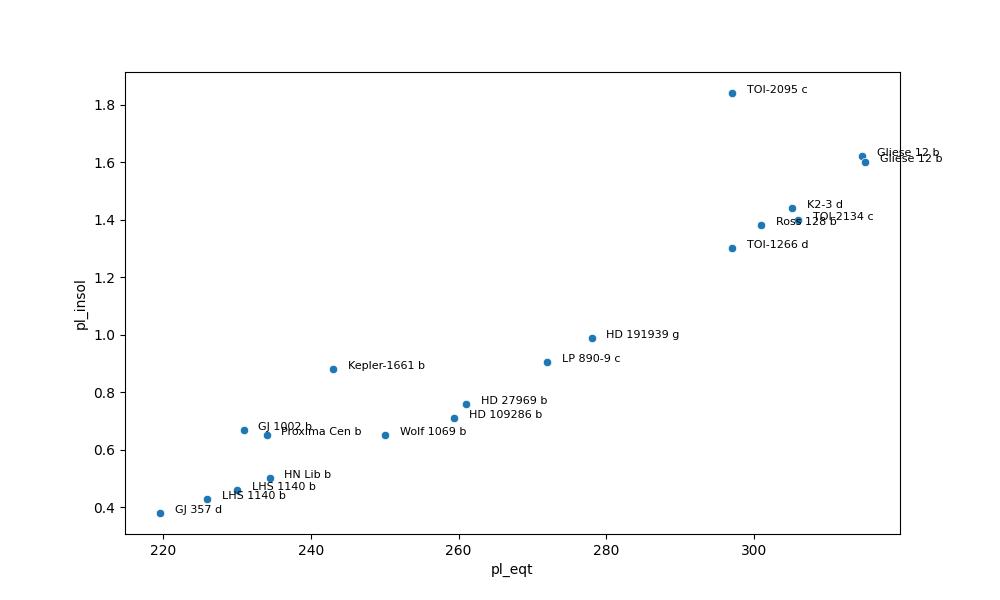 pl_insol
1.8
1.6
1.4
1.2
1.0
0.8
0.6
0.4
TOI-2095 c
Gliese 12 b
Gliese 12 b
K2-3 d
TOI-2134 c
Ross 128 b
TOI-1266 d
HD 191939 g
LP 890-9 c
Kepler-1661 b
HD 27969 b
HD 109286 b
GJ 1002 b
Proxima Cen b
Wolf 1069 b
HN Lib b
LHS 1140 b
LHS 1140 b
GJ 357 d
220 240 260 280 300
pl_eqt